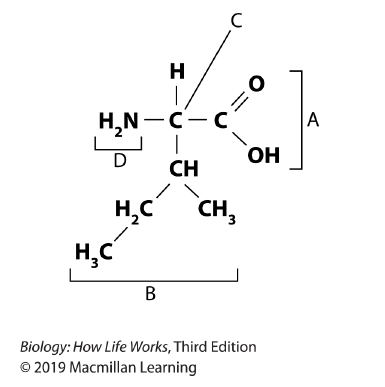 C
H
O
H₂N C C A
D OH
CH
H₂C CH₃
H₃C
B
Biology: How Life Works, Third Edition
© 2019 Macmillan Learning